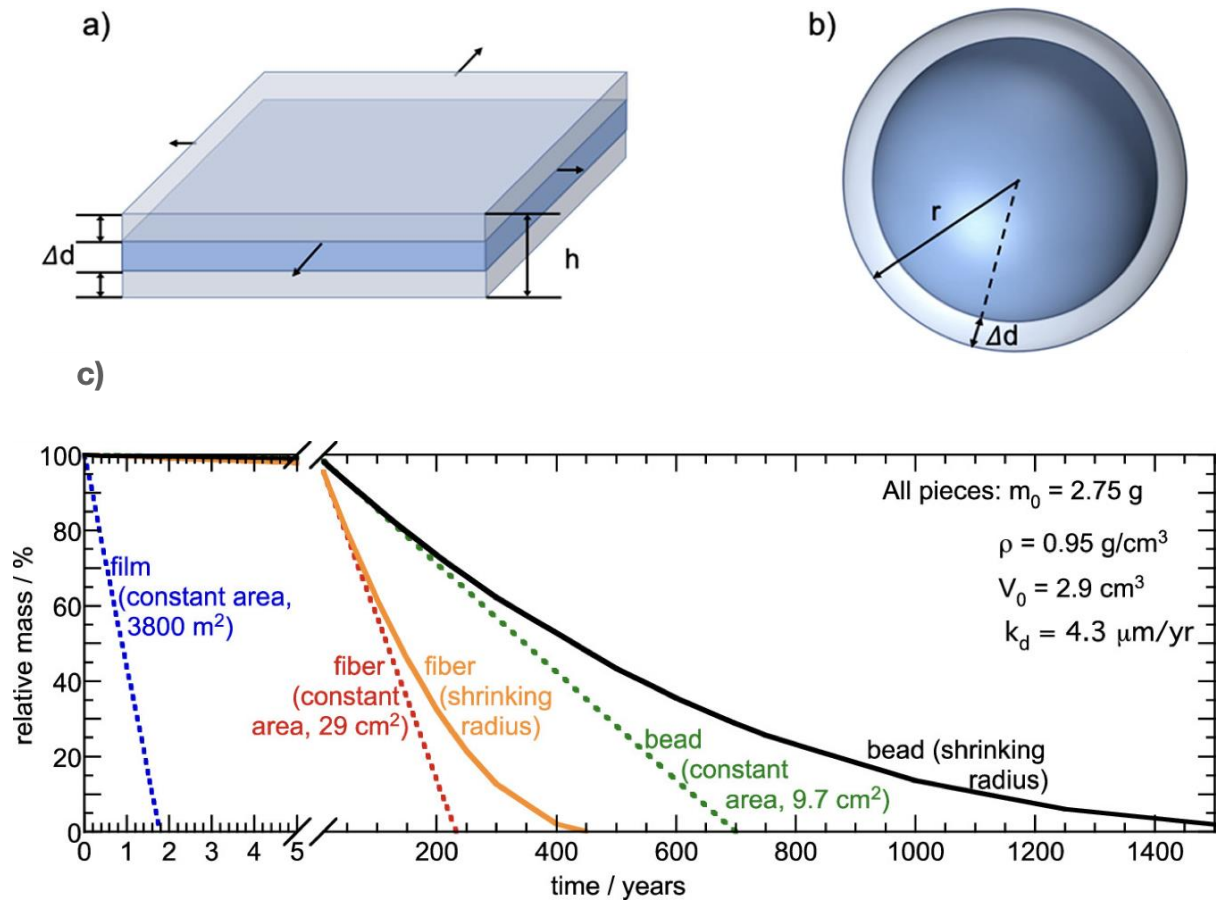 a)
Δd
h
b)
r
Δd
c)
relative mass / %
100
80
60
40
20
0
film
(constant area,
3800 m²)
fiber
(constant
area, 29 cm²)
fiber
(shrinking
radius)
bead
(constant
area, 9.7 cm²)
bead (shrinking
radius)
All pieces: m₀ = 2.75 g
ρ = 0.95 g/cm³
V₀ = 2.9 cm³
k_d = 4.3 μm/yr
0 1 2 3 4 5 200 400 600 800 1000 1200 1400
time / years